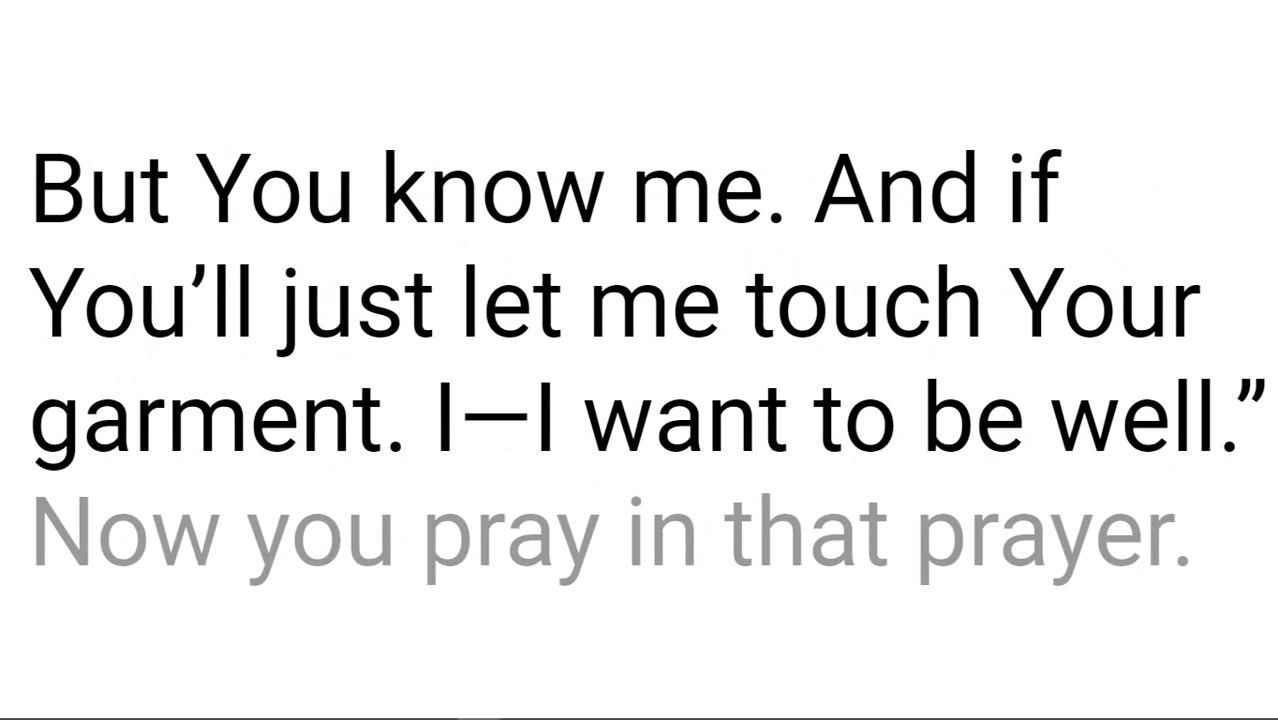 But You know me. And if
You’ll just let me touch Your
garment. I—I want to be well.”
Now you pray in that prayer.